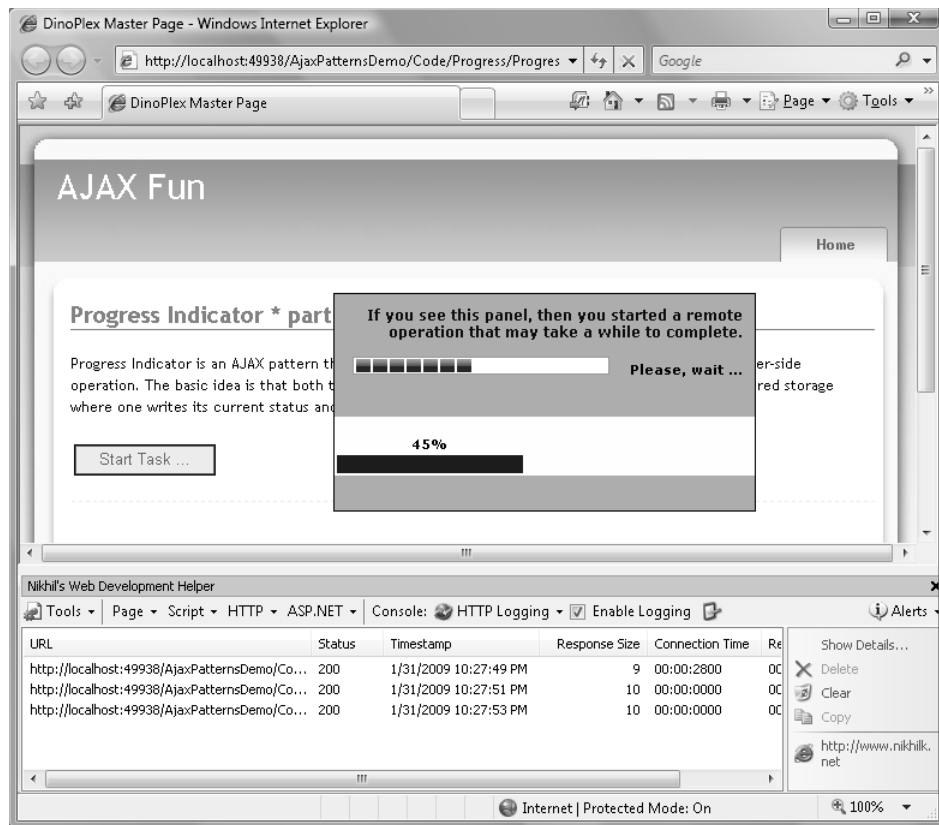 DinoPlex Master Page - Windows Internet Explorer
http://localhost:49938/AjaxPatternsDemo/Code/Progress/Progres
Google
DinoPlex Master Page
Page
Tools
AJAX Fun
Home
Progress Indicator * part
If you see this panel, then you started a remote
operation that may take a while to complete.
Please, wait ...
Progress Indicator is an AJAX pattern th
er-side
operation. The basic idea is that both t
red storage
where one writes its current status and
45%
Start Task ...
Nikhil's Web Development Helper
Tools Page Script HTTP ASP.NET Console: HTTP Logging Enable Logging Alerts
URL Status Timestamp Response Size Connection Time Re
http://localhost:49938/AjaxPatternsDemo/Co... 200 1/31/2009 10:27:49 PM 9 00:00:2800 00
http://localhost:49938/AjaxPatternsDemo/Co... 200 1/31/2009 10:27:51 PM 10 00:00:0000 00
http://localhost:49938/AjaxPatternsDemo/Co... 200 1/31/2009 10:27:53 PM 10 00:00:0000 00
Show Details...
Delete
Clear
Copy
http://www.nikhilk.
net
Internet | Protected Mode: On
100%